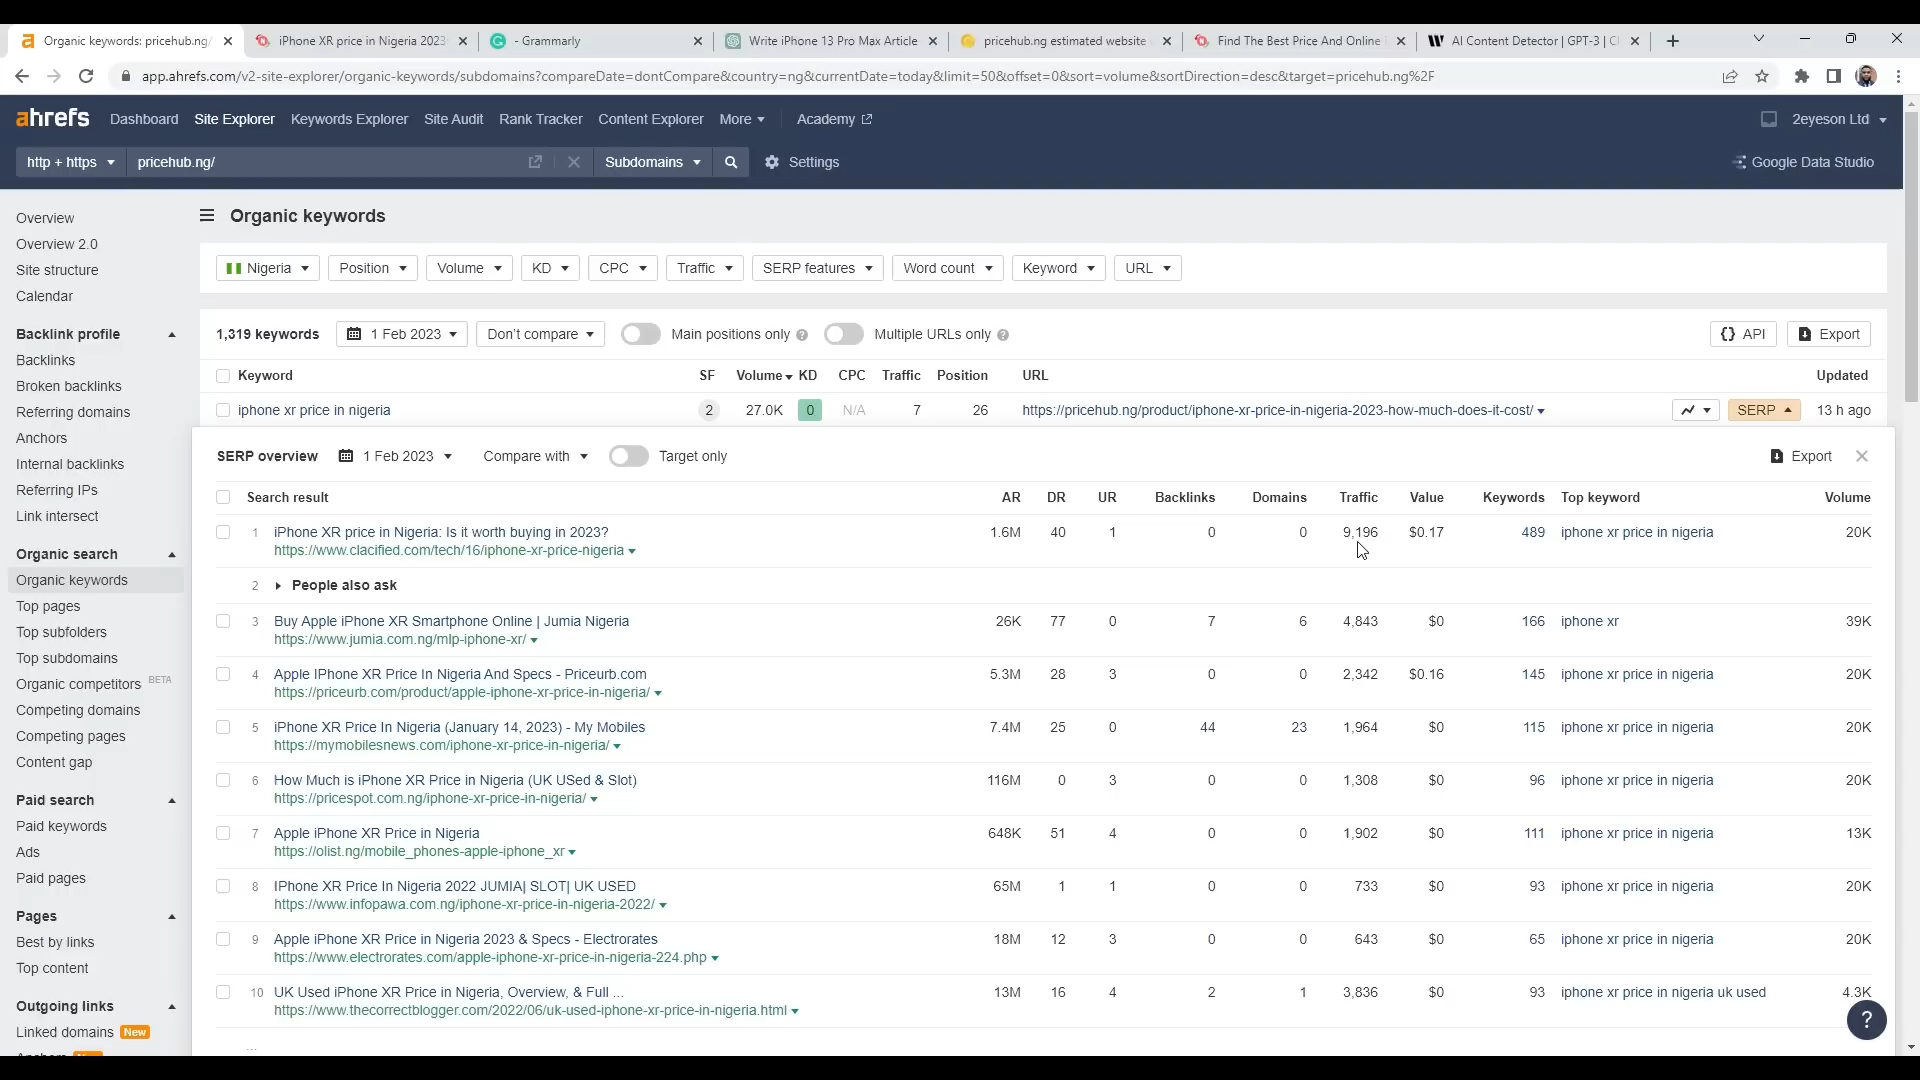 Organic keywords: pricehub.ng/
iPhone XR price in Nigeria 2023
- Grammarly
Write iPhone 13 Pro Max Article
pricehub.ng estimated website
Find The Best Price And Online
AI Content Detector | GPT-3 |
app.ahrefs.com/v2-site-explorer/organic-keywords/subdomains?compareDate=dontCompare&country=ng&currentDate=today&limit=50&offset=0&sort=volume&sortDirection=desc&target=pricehub.ng%2F
ahrefs Dashboard Site Explorer Keywords Explorer Site Audit Rank Tracker Content Explorer More Academy 2eyeson Ltd
http + https pricehub.ng/ Subdomains Settings Google Data Studio
Overview
Overview 2.0
Site structure
Calendar
Backlink profile
Backlinks
Broken backlinks
Referring domains
Anchors
Internal backlinks
Referring IPs
Link intersect
Organic search
Organic keywords
Top pages
Top subfolders
Top subdomains
Organic competitors BETA
Competing domains
Competing pages
Content gap
Paid search
Paid keywords
Ads
Paid pages
Pages
Best by links
Top content
Outgoing links
Linked domains New
Organic keywords
Nigeria Position Volume KD CPC Traffic SERP features Word count Keyword URL
1,319 keywords 1 Feb 2023 Don't compare Main positions only ? Multiple URLs only ? {} API Export
Keyword SF Volume KD CPC Traffic Position URL Updated
iphone xr price in nigeria 2 27.0K 0 N/A 7 26 https://pricehub.ng/product/iphone-xr-price-in-nigeria-2023-how-much-does-it-cost/ SERP 13 h ago
SERP overview 1 Feb 2023 Compare with Target only Export
Search result AR DR UR Backlinks Domains Traffic Value Keywords Top keyword Volume
1 iPhone XR price in Nigeria: Is it worth buying in 2023? 1.6M 40 1 0 0 9,196 $0.17 489 iphone xr price in nigeria 20K
https://www.clacified.com/tech/16/iphone-xr-price-nigeria
2 People also ask
3 Buy Apple iPhone XR Smartphone Online | Jumia Nigeria 26K 77 0 7 6 4,843 $0 166 iphone xr 39K
https://www.jumia.com.ng/mlp-iphone-xr/
4 Apple IPhone XR Price In Nigeria And Specs - Priceurb.com 5.3M 28 3 0 0 2,342 $0.16 145 iphone xr price in nigeria 20K
https://priceurb.com/product/apple-iphone-xr-price-in-nigeria/
5 iPhone XR Price In Nigeria (January 14, 2023) - My Mobiles 7.4M 25 0 44 23 1,964 $0 115 iphone xr price in nigeria 20K
https://mymobilesnews.com/iphone-xr-price-in-nigeria/
6 How Much is iPhone XR Price in Nigeria (UK USed & Slot) 116M 0 3 0 0 1,308 $0 96 iphone xr price in nigeria 20K
https://pricespot.com.ng/iphone-xr-price-in-nigeria/
7 Apple iPhone XR Price in Nigeria 648K 51 4 0 0 1,902 $0 111 iphone xr price in nigeria 13K
https://olist.ng/mobile_phones-apple-iphone_xr
8 IPhone XR Price In Nigeria 2022 JUMIA| SLOT| UK USED 65M 1 1 0 0 733 $0 93 iphone xr price in nigeria 20K
https://www.infopawa.com.ng/iphone-xr-price-in-nigeria-2022/
9 Apple iPhone XR Price in Nigeria 2023 & Specs - Electrorates 18M 12 3 0 0 643 $0 65 iphone xr price in nigeria 20K
https://www.electrorates.com/apple-iphone-xr-price-in-nigeria-224.php
10 UK Used iPhone XR Price in Nigeria, Overview, & Full ... 13M 16 4 2 1 3,836 $0 93 iphone xr price in nigeria uk used 4.3K
https://www.thecorrectblogger.com/2022/06/uk-used-iphone-xr-price-in-nigeria.html
...
?